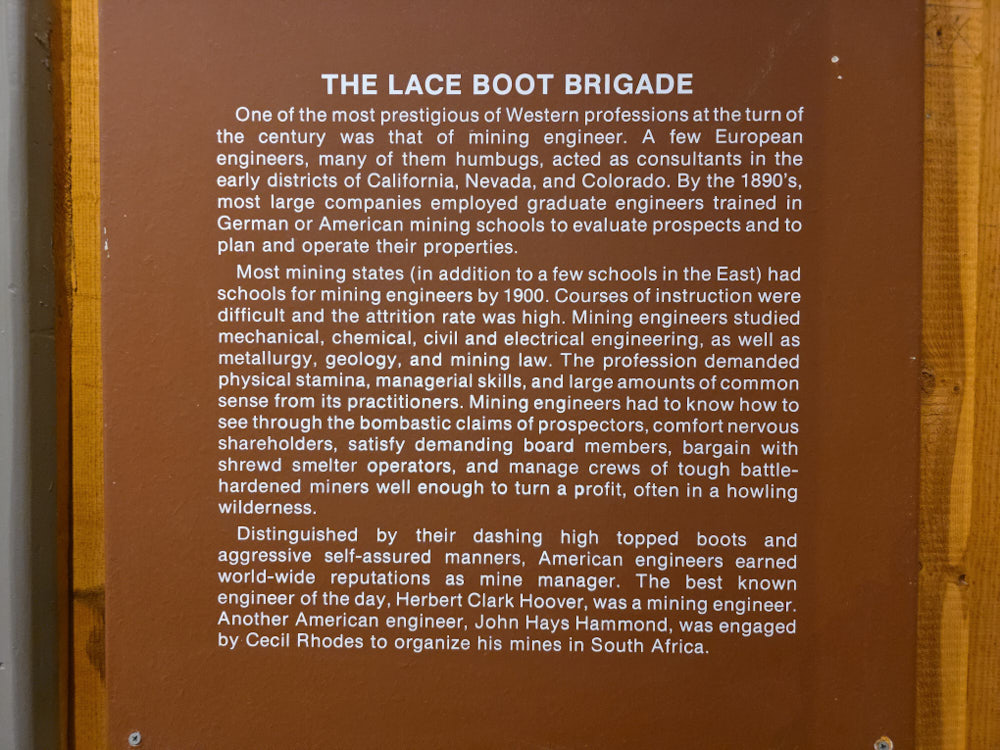 THE LACE BOOT BRIGADE
One of the most prestigious of Western professions at the turn of
the century was that of mining engineer. A few European
engineers, many of them humbugs, acted as consultants in the
early districts of California, Nevada, and Colorado. By the 1890's,
most large companies employed graduate engineers trained in
German or American mining schools to evaluate prospects and to
plan and operate their properties.
Most mining states (in addition to a few schools in the East) had
schools for mining engineers by 1900. Courses of instruction were
difficult and the attrition rate was high. Mining engineers studied
mechanical, chemical, civil and electrical engineering, as well as
metallurgy, geology, and mining law. The profession demanded
physical stamina, managerial skills, and large amounts of common
sense from its practitioners. Mining engineers had to know how to
see through the bombastic claims of prospectors, comfort nervous
shareholders, satisfy demanding board members, bargain with
shrewd smelter operators, and manage crews of tough battle-
hardened miners well enough to turn a profit, often in a howling
wilderness.
Distinguished by their dashing high topped boots and
aggressive self-assured manners, American engineers earned
world-wide reputations as mine manager. The best known
engineer of the day, Herbert Clark Hoover, was a mining engineer.
Another American engineer, John Hays Hammond, was engaged
by Cecil Rhodes to organize his mines in South Africa.